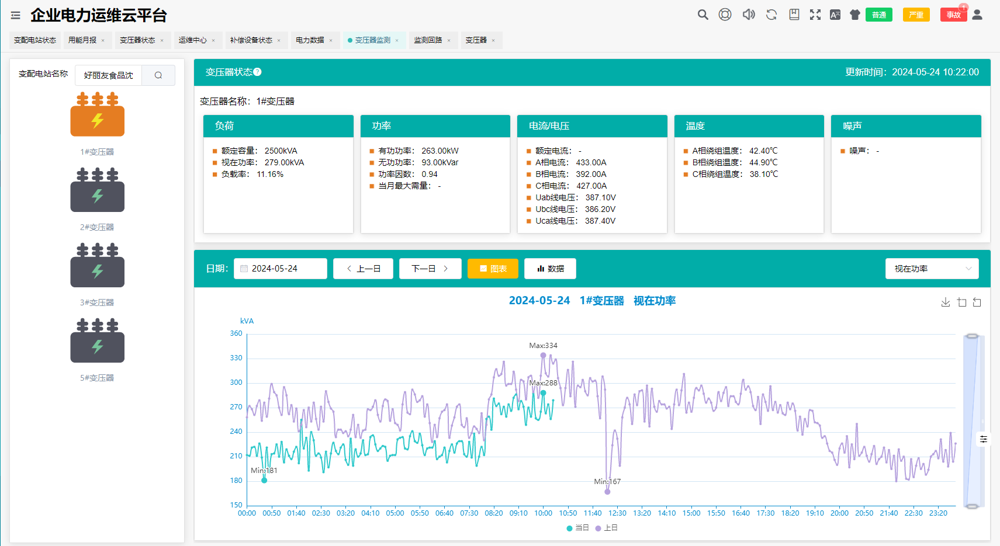 企业电力运维云平台
普通
严重
事故
1
变配电站状态
用能月报 ×
变压器状态 ×
运维中心 ×
补偿设备状态 ×
电力数据 ×
变压器监测 ×
监测回路 ×
变压器 ×
变配电站名称
好丽友食品沈
1#变压器
2#变压器
3#变压器
5#变压器
变压器状态?
更新时间：2024-05-24 10:22:00
变压器名称：1#变压器
负荷
额定容量： 2500kVA
视在功率： 279.00kVA
负载率： 11.16%
功率
有功功率： 263.00kW
无功功率： 93.00kVar
功率因数： 0.94
当月最大需量： -
电流/电压
额定电流： -
A相电流： 433.00A
B相电流： 392.00A
C相电流： 427.00A
Uab线电压： 387.10V
Ubc线电压： 386.20V
Uca线电压： 387.40V
温度
A相绕组温度： 42.40℃
B相绕组温度： 44.90℃
C相绕组温度： 38.10℃
噪声
噪声： -
日期：
2024-05-24
上一日
下一日
图表
数据
视在功率
2024-05-24 1#变压器 视在功率
kVA
360
330
300
270
240
210
180
150
Max:334
Max:288
Min:181
Min:167
00:00 00:50 01:40 02:30 03:20 04:10 05:00 05:50 06:40 07:30 08:20 09:10 10:00 10:50 11:40 12:30 13:20 14:10 15:00 15:50 16:40 17:30 18:20 19:10 20:00 20:50 21:40 22:30 23:20
当日 上日